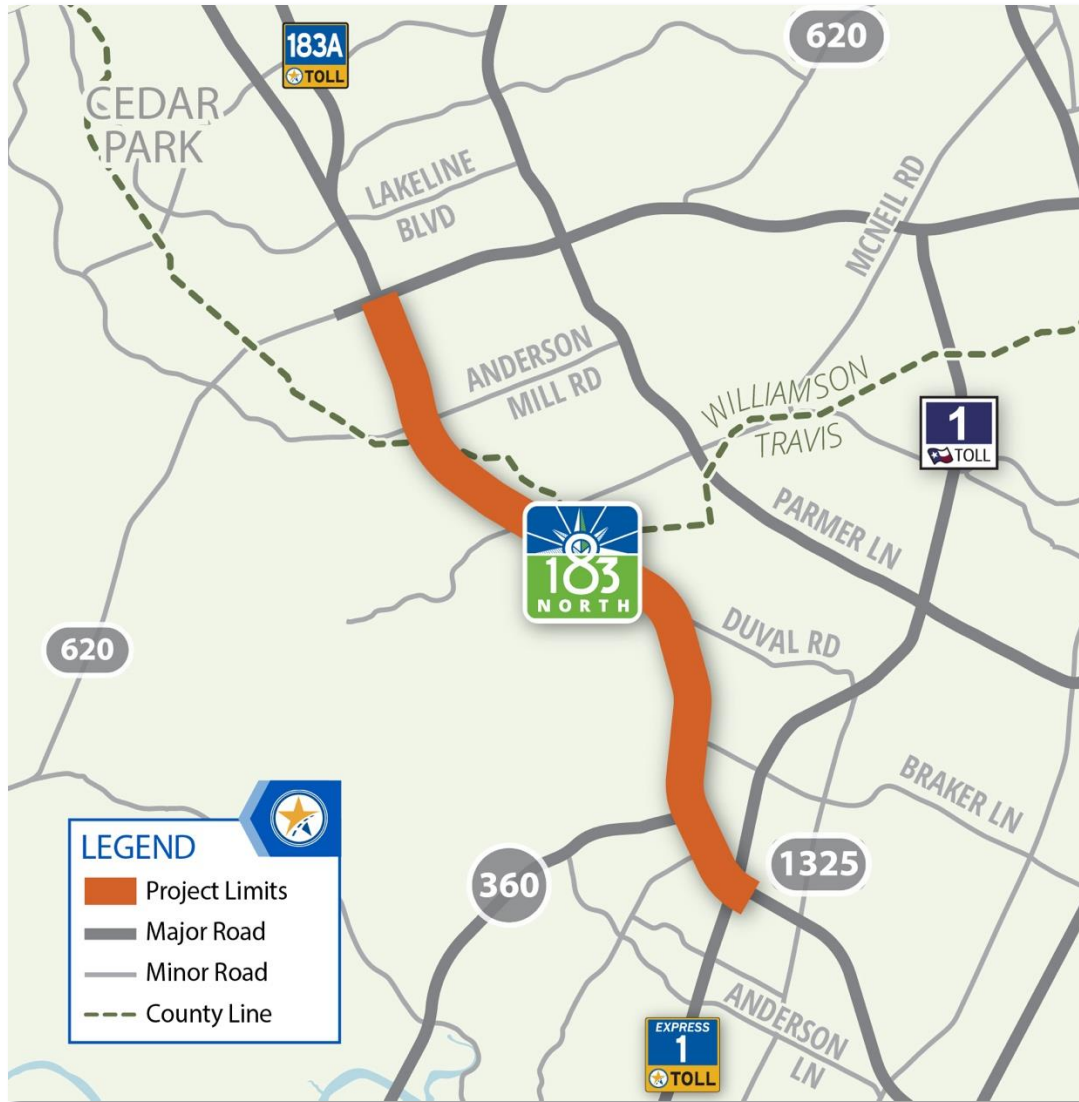 183A
TOLL
620
CEDAR
PARK
LAKELINE
BLVD
MCNEIL RD
ANDERSON
MILL RD
WILLIAMSON
TRAVIS
1
TOLL
PARMER LN
183
NORTH
DUVAL RD
620
BRAKER LN
LEGEND
Project Limits
Major Road
Minor Road
County Line
360
1325
ANDERSON
LN
EXPRESS
1
TOLL